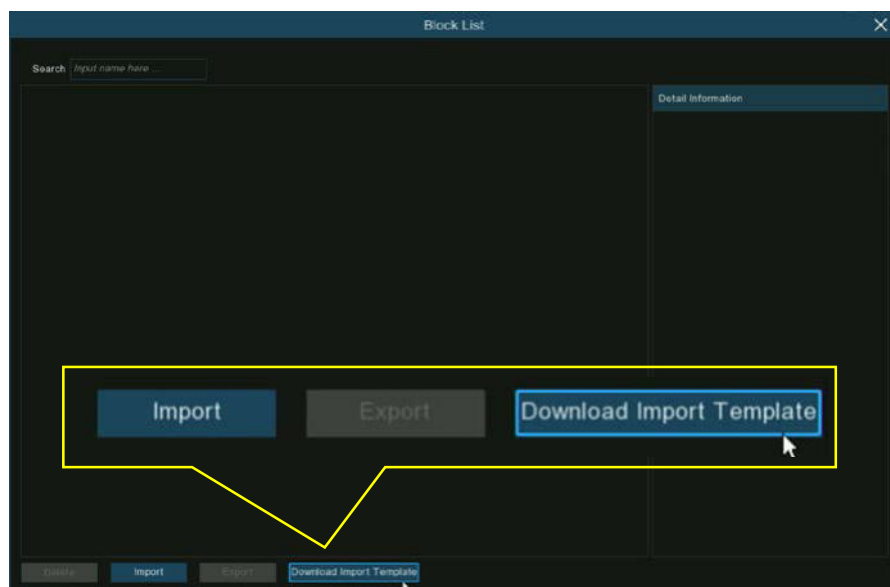 Block List
Search Input name here ...
Detail Information
Import Export Download Import Template
Delete Import Export Download Import Template